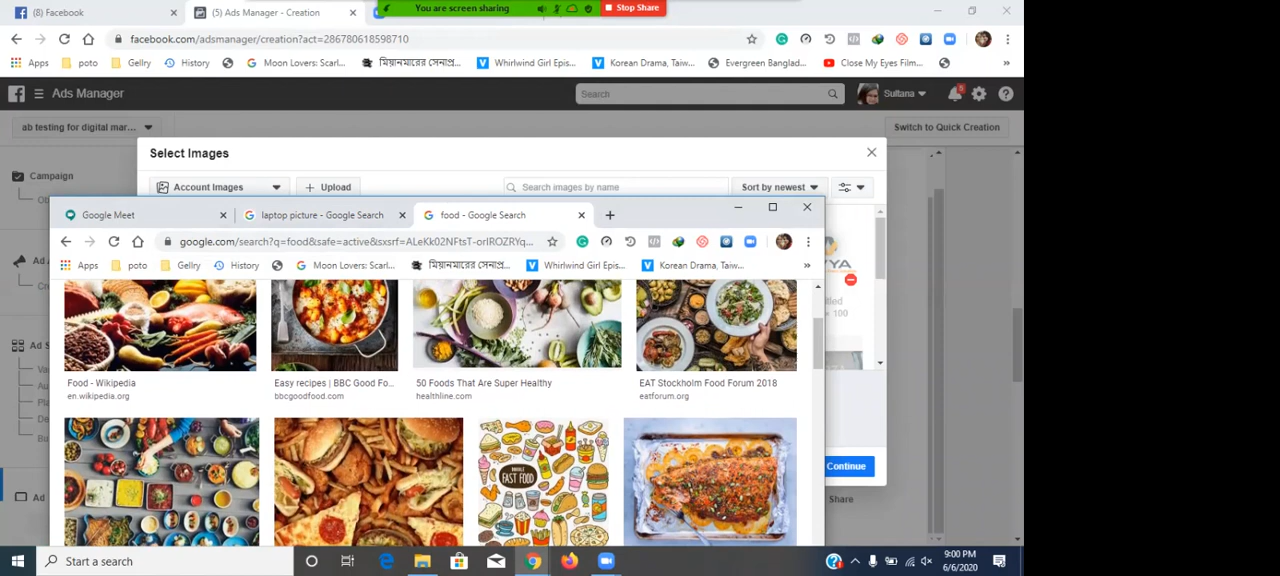 (8) Facebook
(5) Ads Manager - Creation
You are screen sharing
Stop Share
facebook.com/adsmanager/creation?act=286780618598710
Apps
poto
Gellry
History
Moon Lovers: Scarl...
মিয়ানমারের সেনাপ্র...
Whirlwind Girl Epis...
Korean Drama, Taiw...
Evergreen Banglad...
Close My Eyes Film...
»
Ads Manager
Search
Sultana
5
ab testing for digital mar...
Switch to Quick Creation
Campaign
Select Images
Account Images
+ Upload
Search images by name
Sort by newest
Google Meet
laptop picture - Google Search
food - Google Search
google.com/search?q=food&safe=active&sxsrf=ALeKk02NFtsT-orIROZRYq...
Apps
poto
Gellry
History
Moon Lovers: Scarl...
মিয়ানমারের সেনাপ্র...
Whirlwind Girl Epis...
Korean Drama, Taiw...
»
Food - Wikipedia
en.wikipedia.org
Easy recipes | BBC Good Fo...
bbcgoodfood.com
50 Foods That Are Super Healthy
healthline.com
EAT Stockholm Food Forum 2018
eatforum.org
FAST FOOD
Continue
Ad
Share
Start a search
9:00 PM
6/6/2020